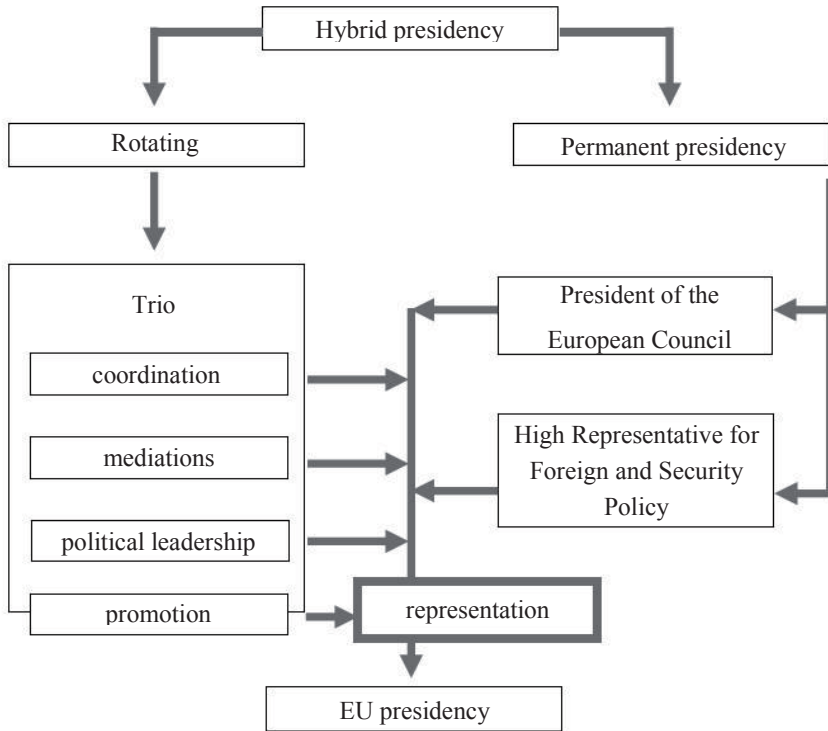 Hybrid presidency
Rotating
Permanent presidency
Trio
coordination
mediations
political leadership
promotion
President of the
European Council
High Representative for
Foreign and Security
Policy
representation
EU presidency